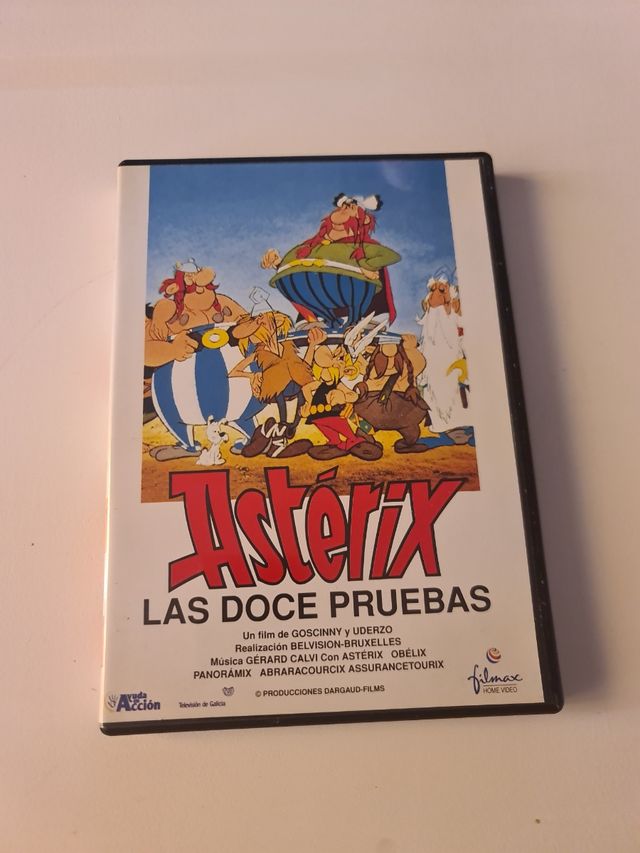 Astérix
LAS DOCE PRUEBAS
Un film de GOSCINNY y UDERZO
Realización BELVISION-BRUXELLES
Música GÉRARD CALVI Con ASTÉRIX OBÉLIX
PANORÁMIX ABRARACOURCIX ASSURANCETOURIX
© PRODUCCIONES DARGAUD-FILMS
Ayuda en Acción
Televisión de Galicia
filmax
HOME VIDEO